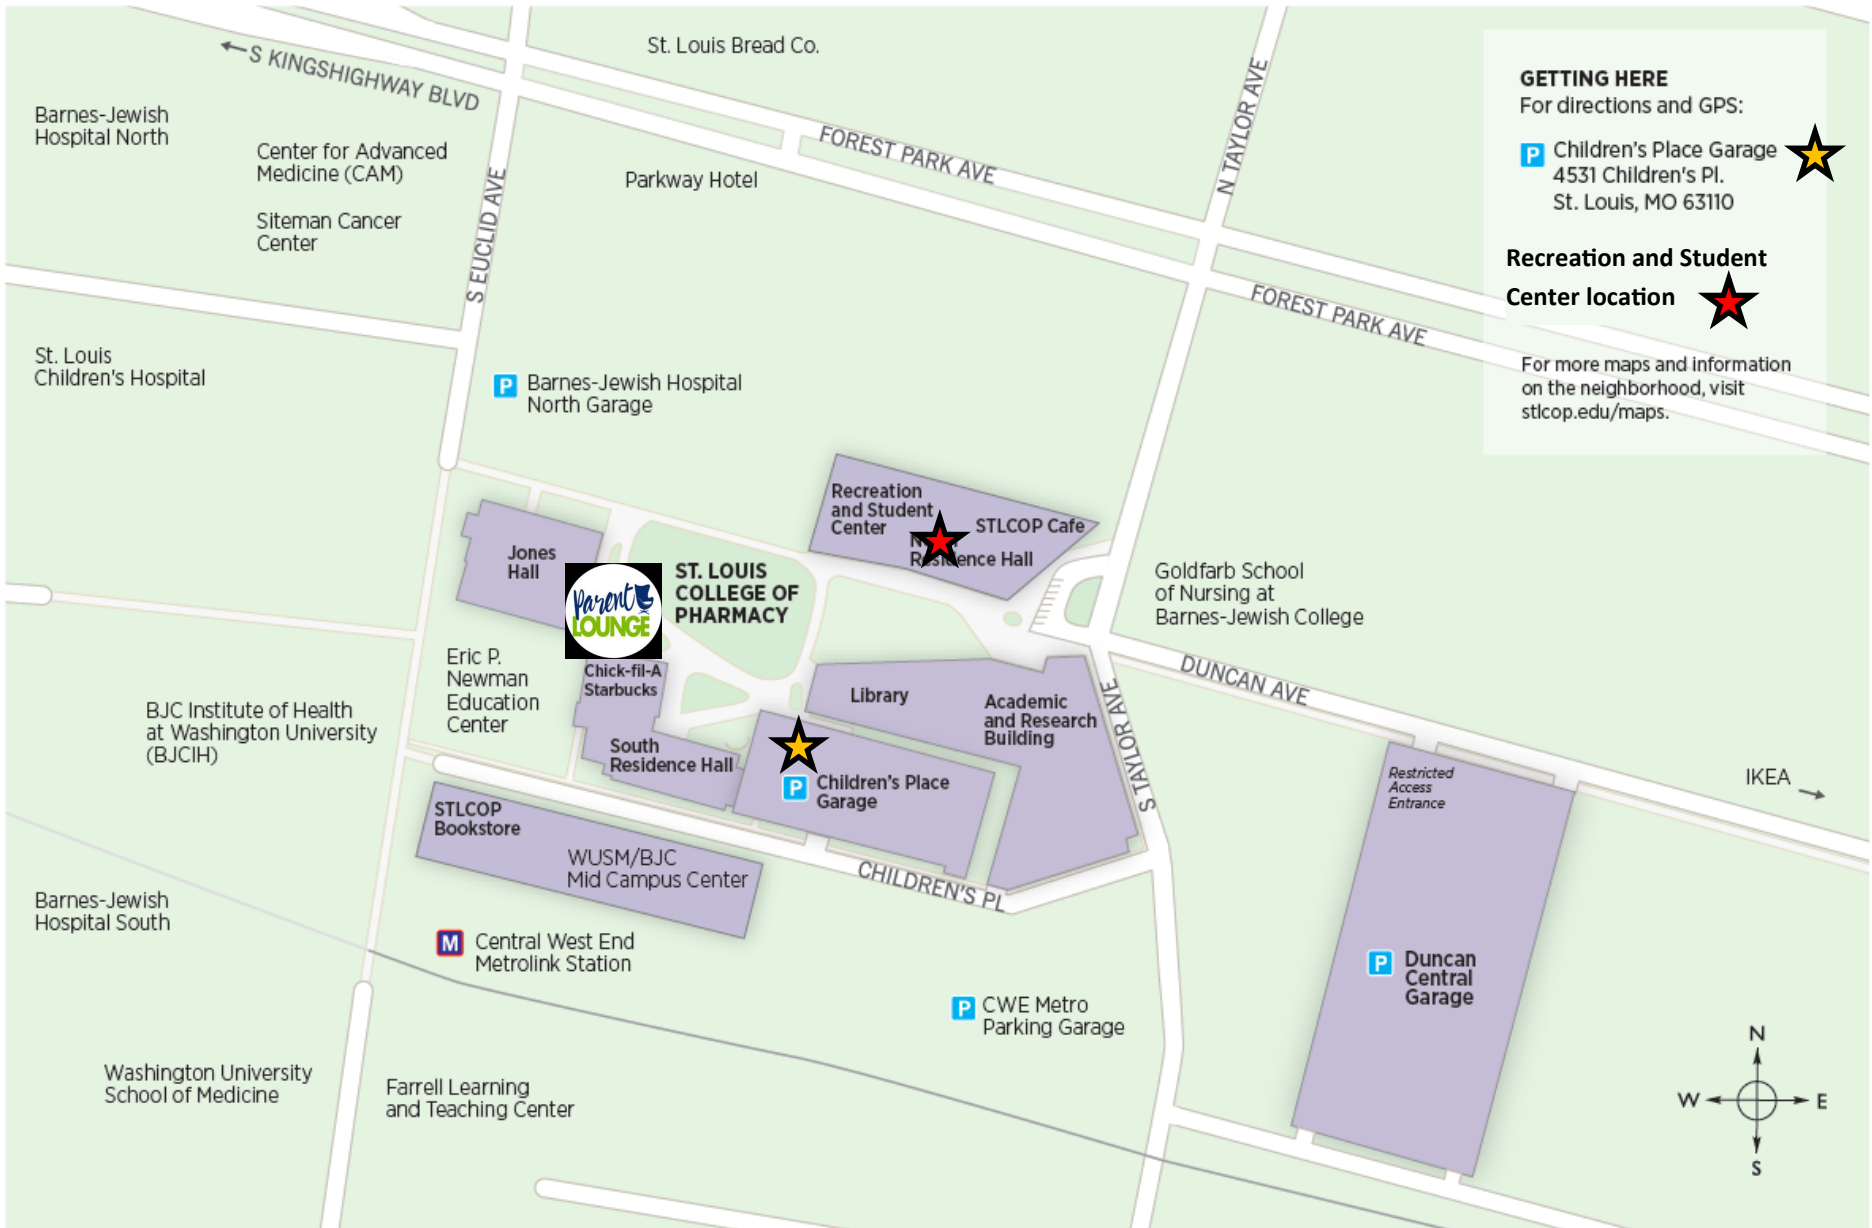 S KINGSHIGHWAY BLVD
St. Louis Bread Co.
Barnes-Jewish
Hospital North
Center for Advanced
Medicine (CAM)
Siteman Cancer
Center
S EUCLID AVE
Parkway Hotel
FOREST PARK AVE
N TAYLOR AVE
FOREST PARK AVE
GETTING HERE
For directions and GPS:
P
Children's Place Garage
4531 Children's Pl.
St. Louis, MO 63110
Recreation and Student
Center location
For more maps and information
on the neighborhood, visit
stlcop.edu/maps.
St. Louis
Children's Hospital
P
Barnes-Jewish Hospital
North Garage
Recreation
and Student
Center
STLCOP Cafe
Residence Hall
Jones
Hall
Parent
LOUNGE
ST. LOUIS
COLLEGE OF
PHARMACY
Goldfarb School
of Nursing at
Barnes-Jewish College
Eric P.
Newman
Education
Center
Chick-fil-A
Starbucks
South
Residence Hall
Library
Academic
and Research
Building
DUNCAN AVE
S TAYLOR AVE
BJC Institute of Health
at Washington University
(BJCIH)
P
Children's Place
Garage
STLCOP
Bookstore
WUSM/BJC
Mid Campus Center
CHILDREN'S PL
Restricted
Access
Entrance
IKEA
Barnes-Jewish
Hospital South
M
Central West End
Metrolink Station
P
CWE Metro
Parking Garage
P
Duncan
Central
Garage
Washington University
School of Medicine
Farrell Learning
and Teaching Center
N
W
E
S